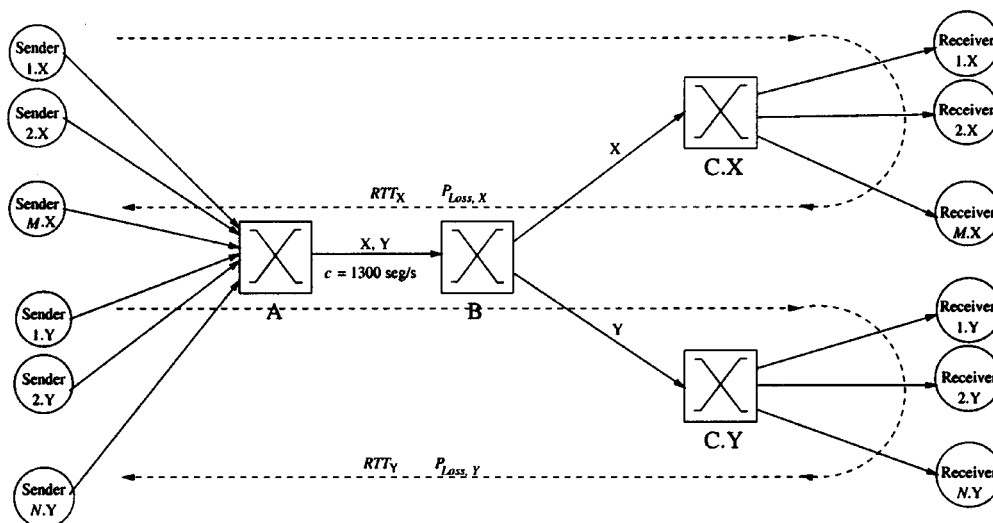 Sender
1.X
Sender
2.X
Sender
M.X
Sender
1.Y
Sender
2.Y
Sender
N.Y
A
X, Y
c = 1300 seg/s
B
X
Y
RTT_X P_Loss, X
RTT_Y P_Loss, Y
C.X
C.Y
Receiver
1.X
Receiver
2.X
Receiver
M.X
Receiver
1.Y
Receiver
2.Y
Receiver
N.Y